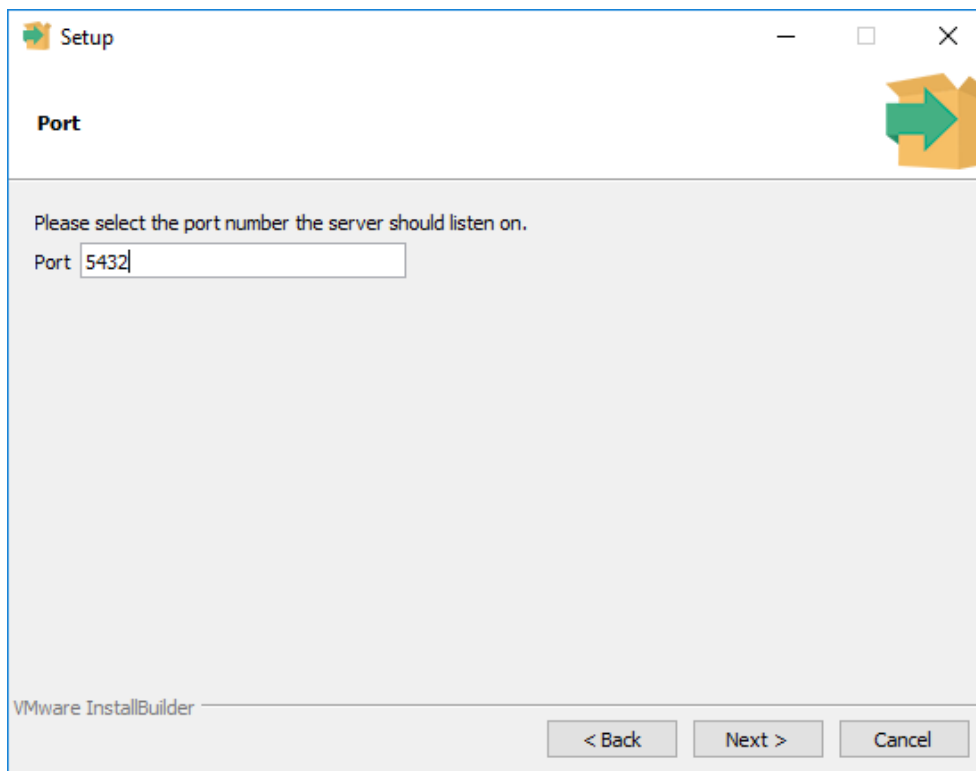 Setup
Port
Please select the port number the server should listen on.
Port 5432
VMware InstallBuilder
< Back Next > Cancel